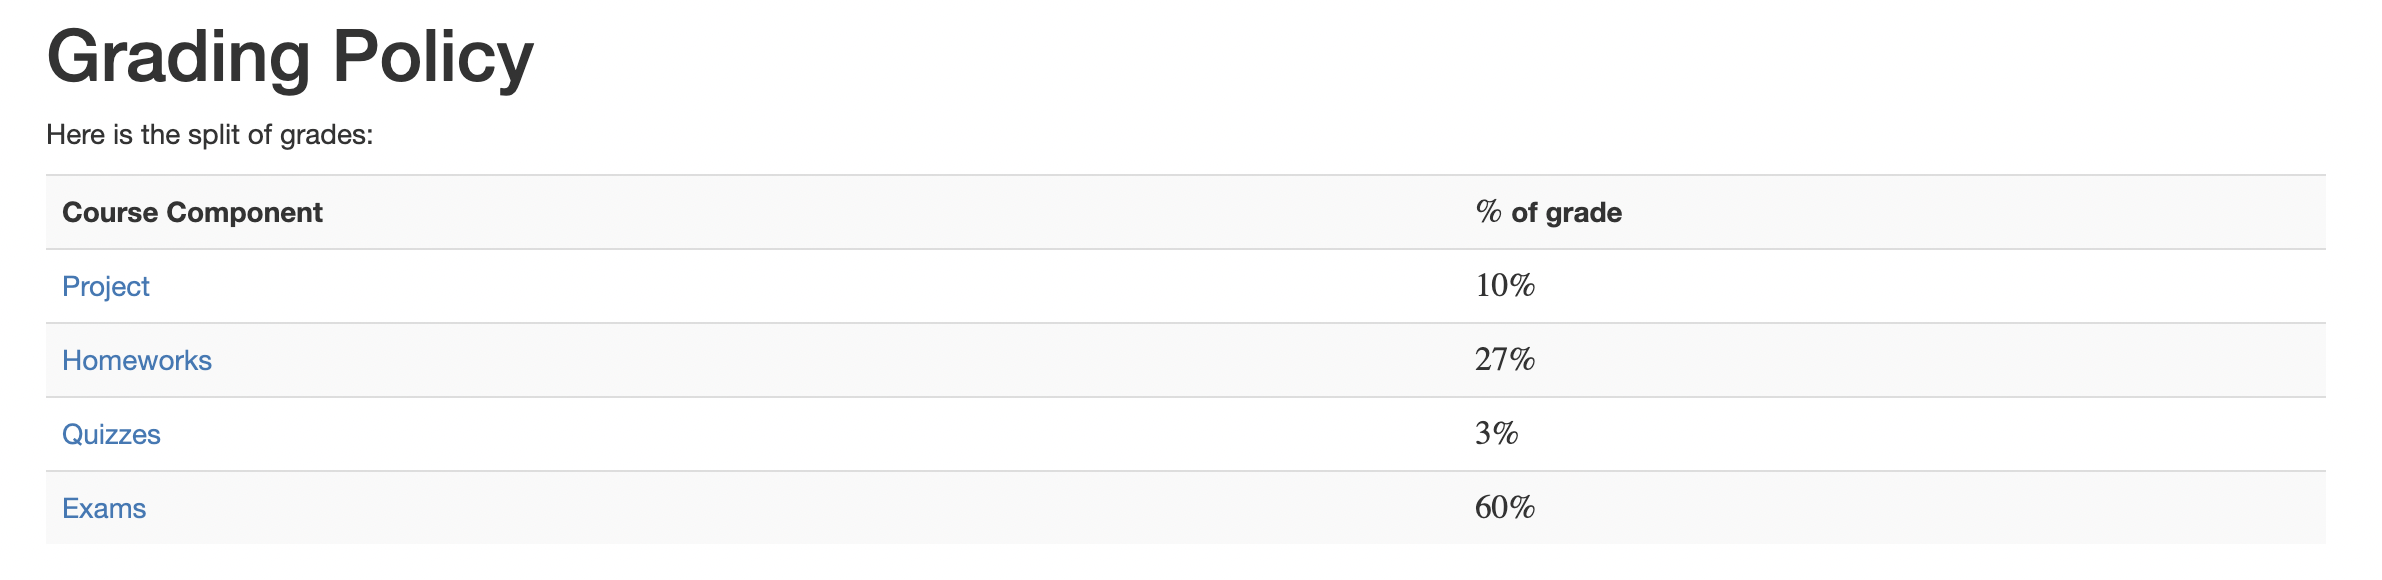 Grading Policy
Here is the split of grades:
Course Component % of grade
Project 10%
Homeworks 27%
Quizzes 3%
Exams 60%